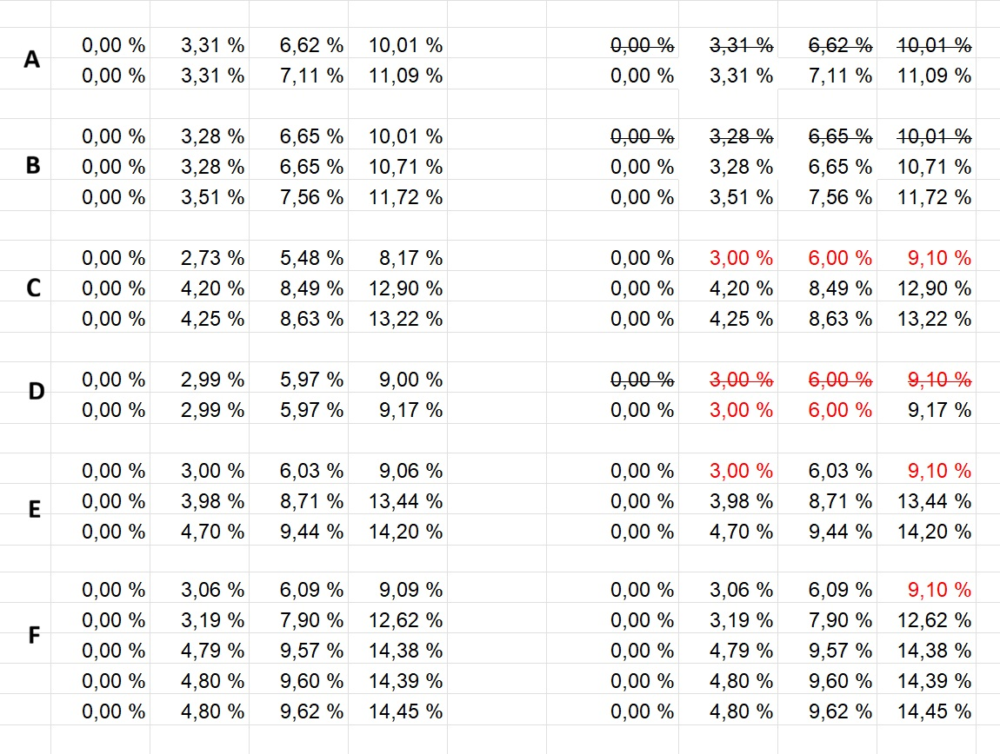 A
0,00 % 3,31 % 6,62 % 10,01 % 0,00 % 3,31 % 6,62 % 10,01 %
0,00 % 3,31 % 7,11 % 11,09 % 0,00 % 3,31 % 7,11 % 11,09 %
B
0,00 % 3,28 % 6,65 % 10,01 % 0,00 % 3,28 % 6,65 % 10,01 %
0,00 % 3,28 % 6,65 % 10,71 % 0,00 % 3,28 % 6,65 % 10,71 %
0,00 % 3,51 % 7,56 % 11,72 % 0,00 % 3,51 % 7,56 % 11,72 %
C
0,00 % 2,73 % 5,48 % 8,17 % 0,00 % 3,00 % 6,00 % 9,10 %
0,00 % 4,20 % 8,49 % 12,90 % 0,00 % 4,20 % 8,49 % 12,90 %
0,00 % 4,25 % 8,63 % 13,22 % 0,00 % 4,25 % 8,63 % 13,22 %
D
0,00 % 2,99 % 5,97 % 9,00 % 0,00 % 3,00 % 6,00 % 9,10 %
0,00 % 2,99 % 5,97 % 9,17 % 0,00 % 3,00 % 6,00 % 9,17 %
E
0,00 % 3,00 % 6,03 % 9,06 % 0,00 % 3,00 % 6,03 % 9,10 %
0,00 % 3,98 % 8,71 % 13,44 % 0,00 % 3,98 % 8,71 % 13,44 %
0,00 % 4,70 % 9,44 % 14,20 % 0,00 % 4,70 % 9,44 % 14,20 %
F
0,00 % 3,06 % 6,09 % 9,09 % 0,00 % 3,06 % 6,09 % 9,10 %
0,00 % 3,19 % 7,90 % 12,62 % 0,00 % 3,19 % 7,90 % 12,62 %
0,00 % 4,79 % 9,57 % 14,38 % 0,00 % 4,79 % 9,57 % 14,38 %
0,00 % 4,80 % 9,60 % 14,39 % 0,00 % 4,80 % 9,60 % 14,39 %
0,00 % 4,80 % 9,62 % 14,45 % 0,00 % 4,80 % 9,62 % 14,45 %